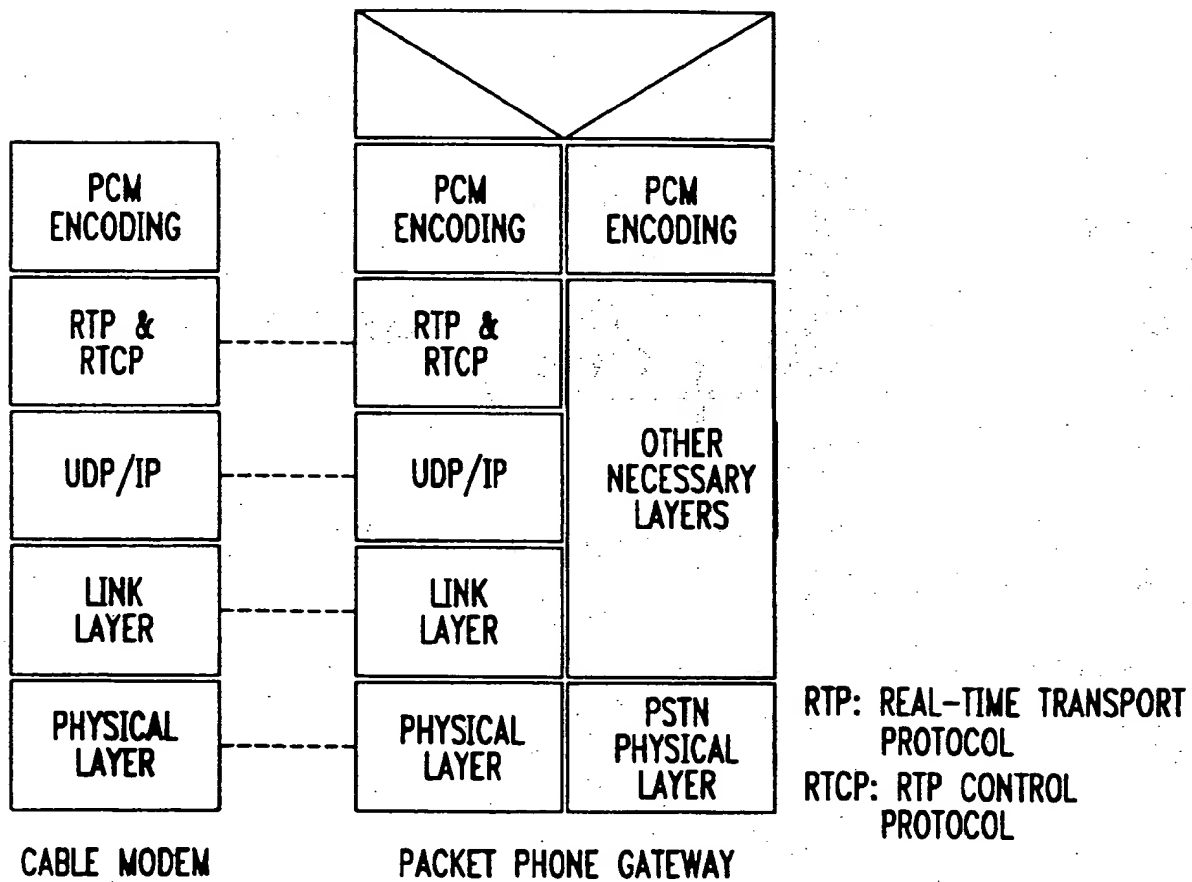 PCM
ENCODING
PCM
ENCODING
PCM
ENCODING
RTP &
RTCP
RTP &
RTCP
UDP/IP
UDP/IP
OTHER
NECESSARY
LAYERS
LINK
LAYER
LINK
LAYER
PHYSICAL
LAYER
PHYSICAL
LAYER
PSTN
PHYSICAL
LAYER
RTP: REAL-TIME TRANSPORT
PROTOCOL
RTCP: RTP CONTROL
PROTOCOL
CABLE MODEM
PACKET PHONE GATEWAY